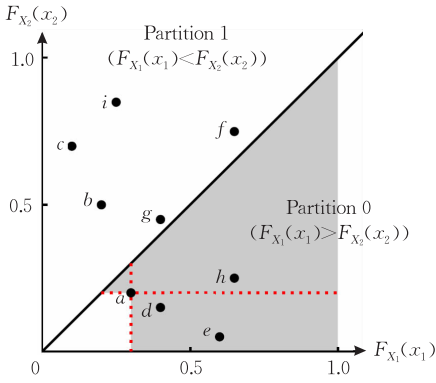 F_{X_2}(x_2)
Partition 1
(F_{X_1}(x_1)<F_{X_2}(x_2))
1.0
i
f
c
b
g
0.5
Partition 0
(F_{X_1}(x_1)>F_{X_2}(x_2))
h
a
d
e
0
0.5
1.0
F_{X_1}(x_1)